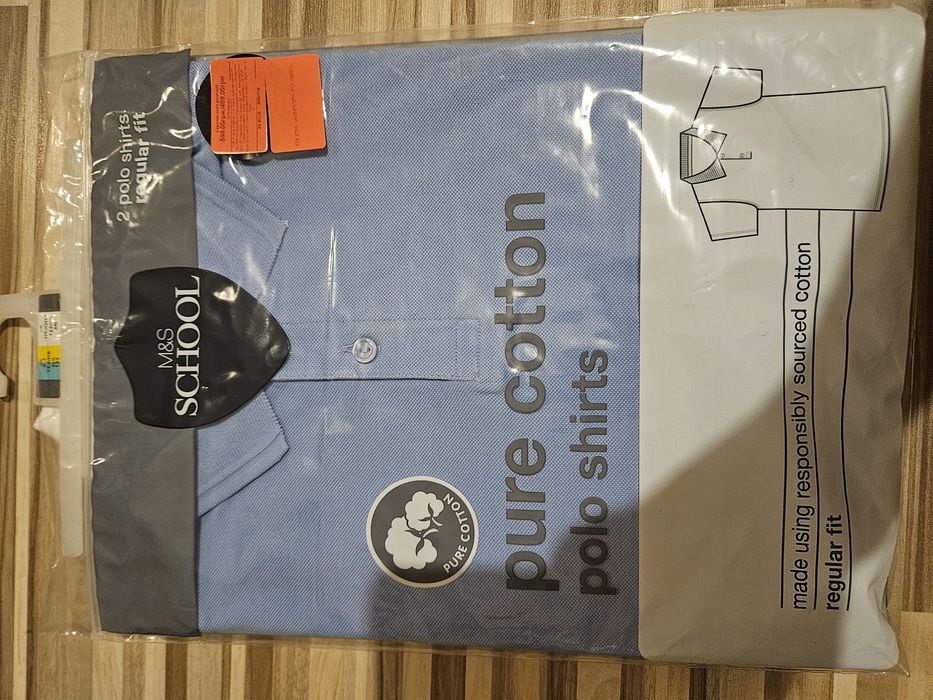 2 polo shirts
regular fit
M&S
SCHOOL
PURE COTTON
pure cotton
polo shirts
made using responsibly sourced cotton
regular fit